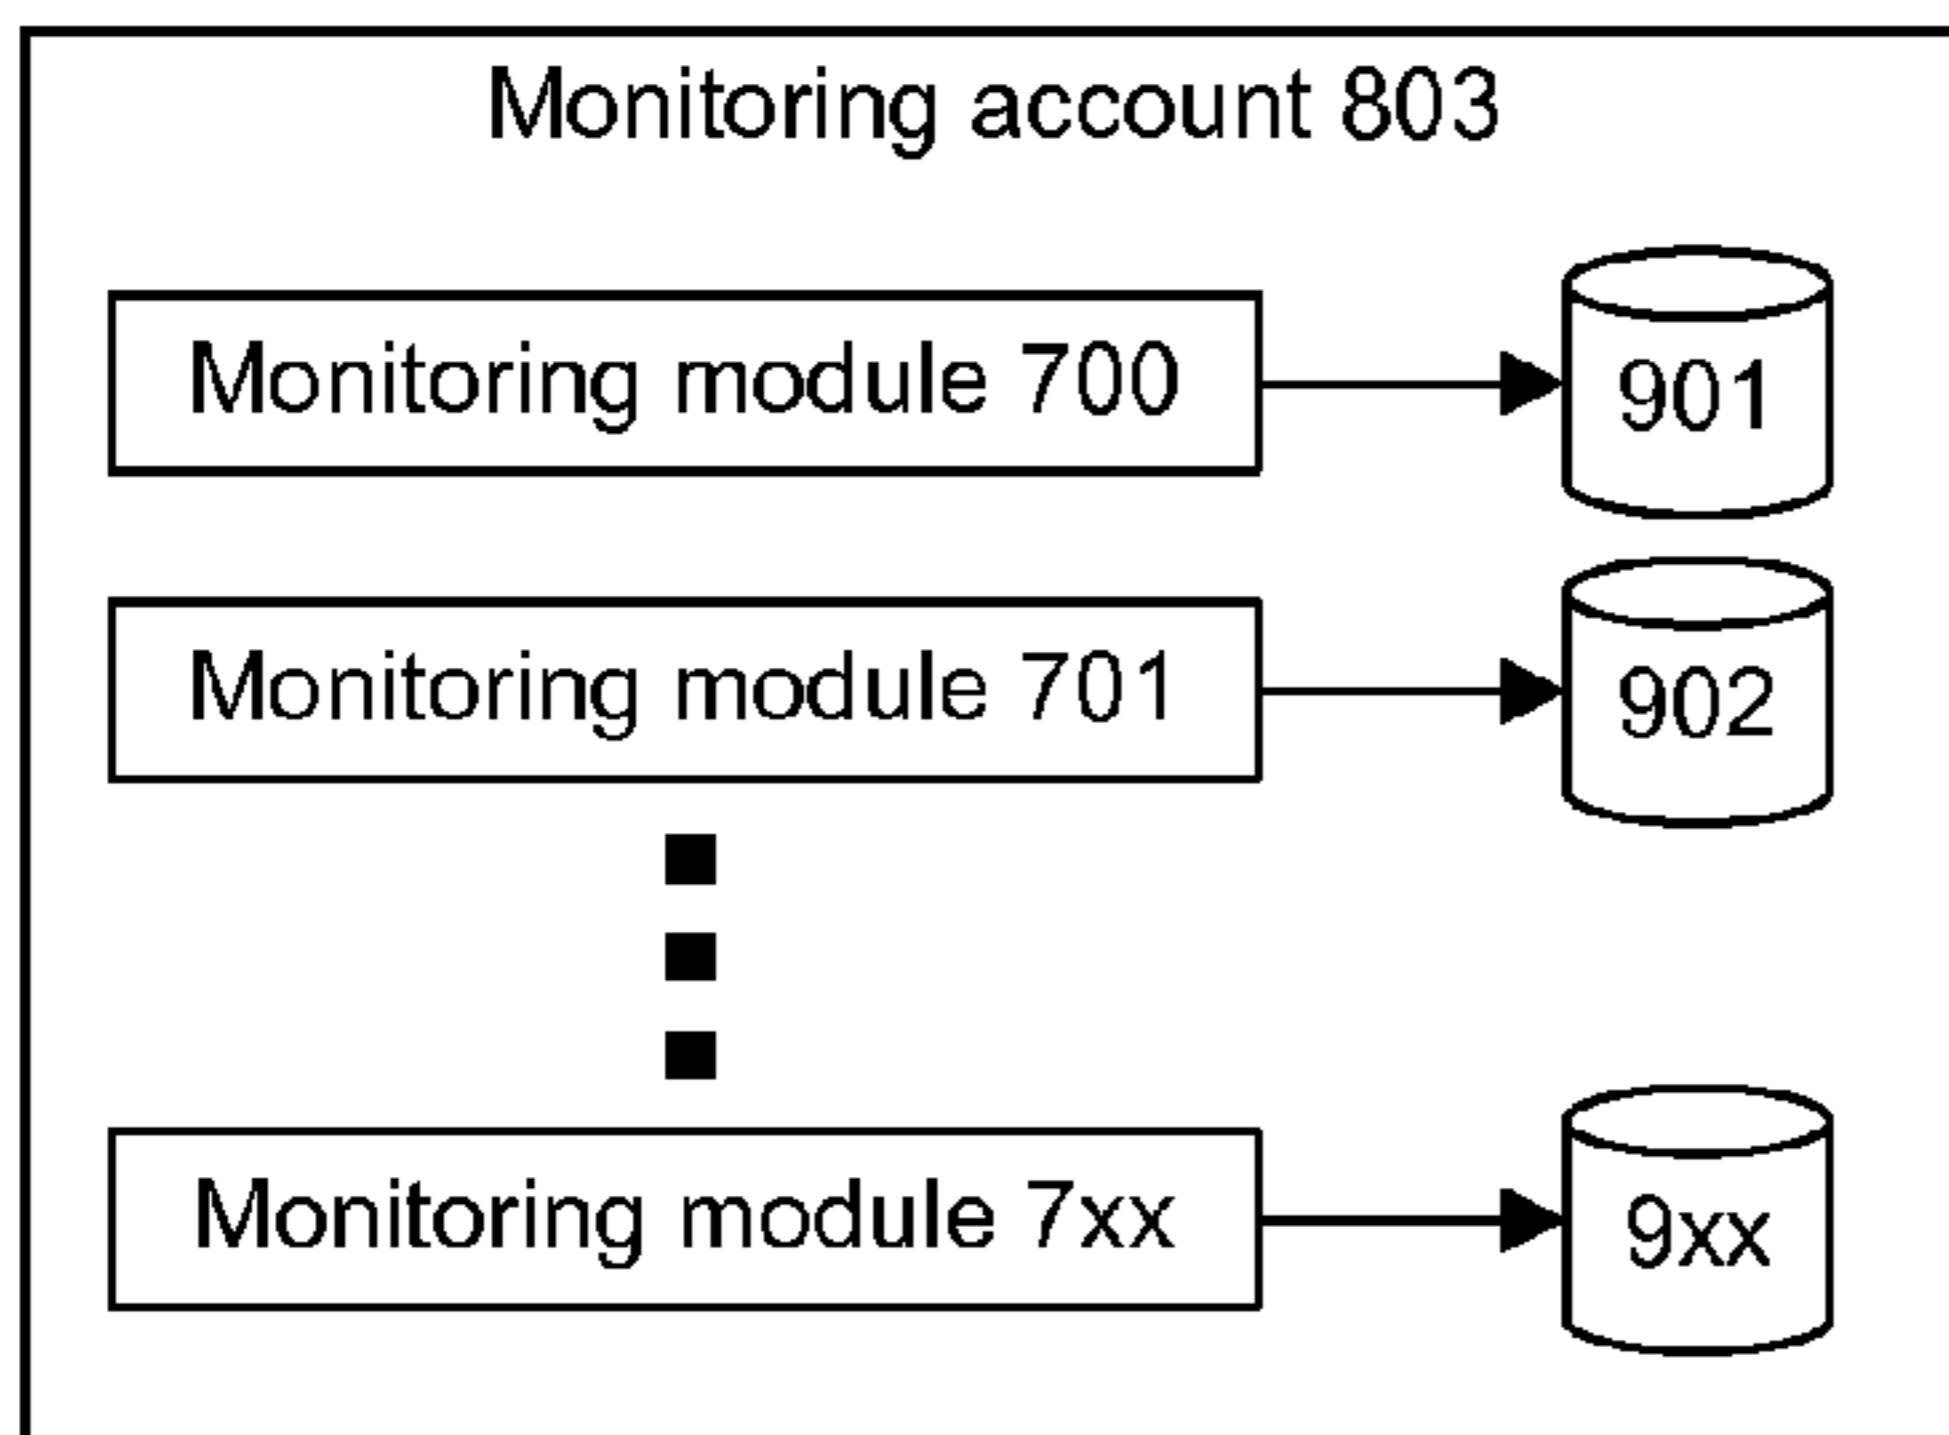 Monitoring account 803
Monitoring module 700
901
Monitoring module 701
902
Monitoring module 7xx
9xx